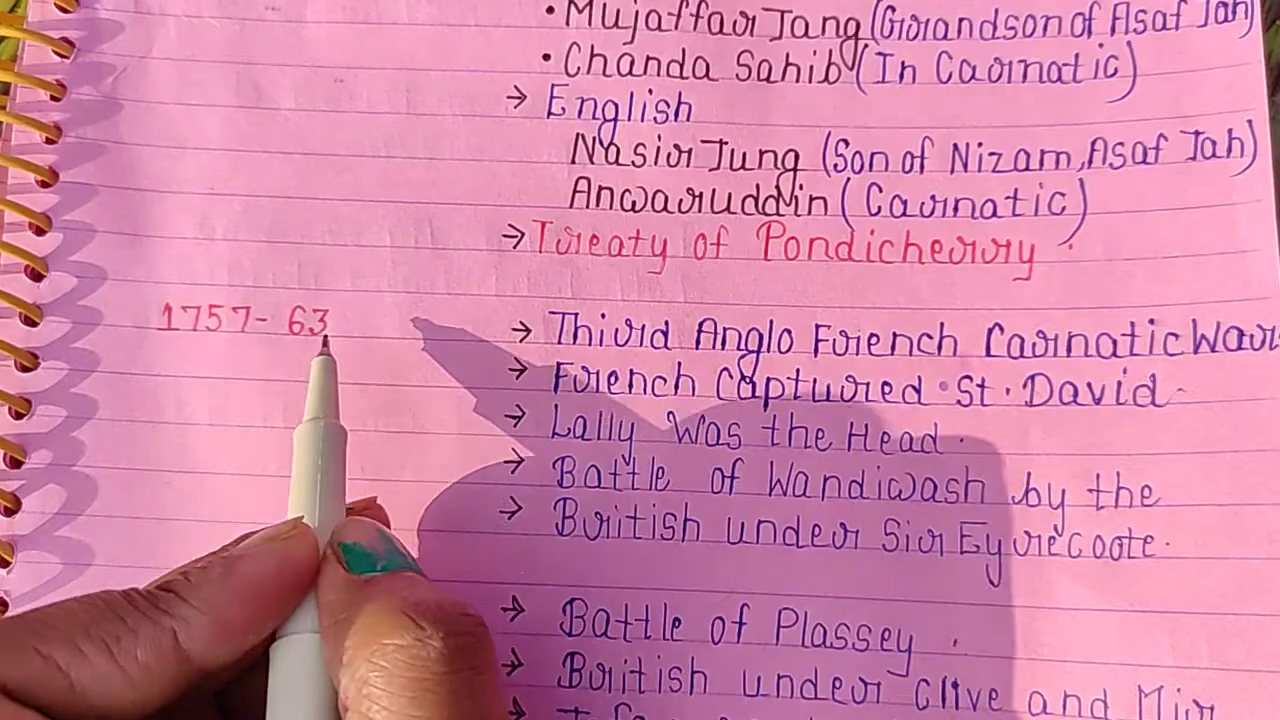 • Mujaffar Jang (Grandson of Asaf Jah)
• Chanda Sahib (In Carnatic)
→ English
Nasir Jung (Son of Nizam, Asaf Jah)
Anwaruddin (Carnatic)
→ Treaty of Pondicherry.
1757-63 → Third Anglo French Carnatic War
→ French Captured St. David
→ Lally Was the Head.
→ Battle of Wandiwash by the
→ British under Sir Eyrecoote.
→ Battle of Plassey.
→ British under Clive and Mir